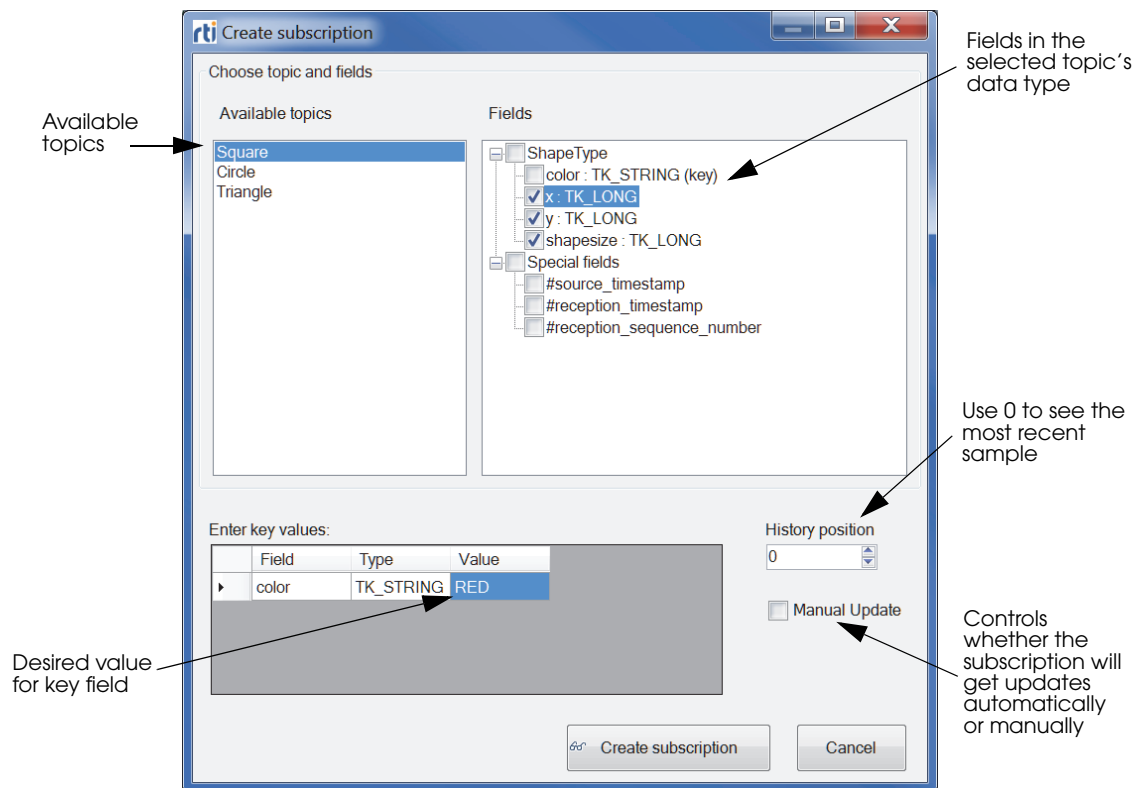 rti Create subscription
Choose topic and fields
Available topics
Fields
Square
Circle
Triangle
ShapeType
color : TK_STRING (key)
x : TK_LONG
y : TK_LONG
shapesize : TK_LONG
Special fields
#source_timestamp
#reception_timestamp
#reception_sequence_number
Enter key values:
Field Type Value
color TK_STRING RED
History position
0
Manual Update
Create subscription
Cancel
Available
topics
Fields in the
selected topic's
data type
Use 0 to see the
most recent
sample
Desired value
for key field
Controls
whether the
subscription will
get updates
automatically
or manually